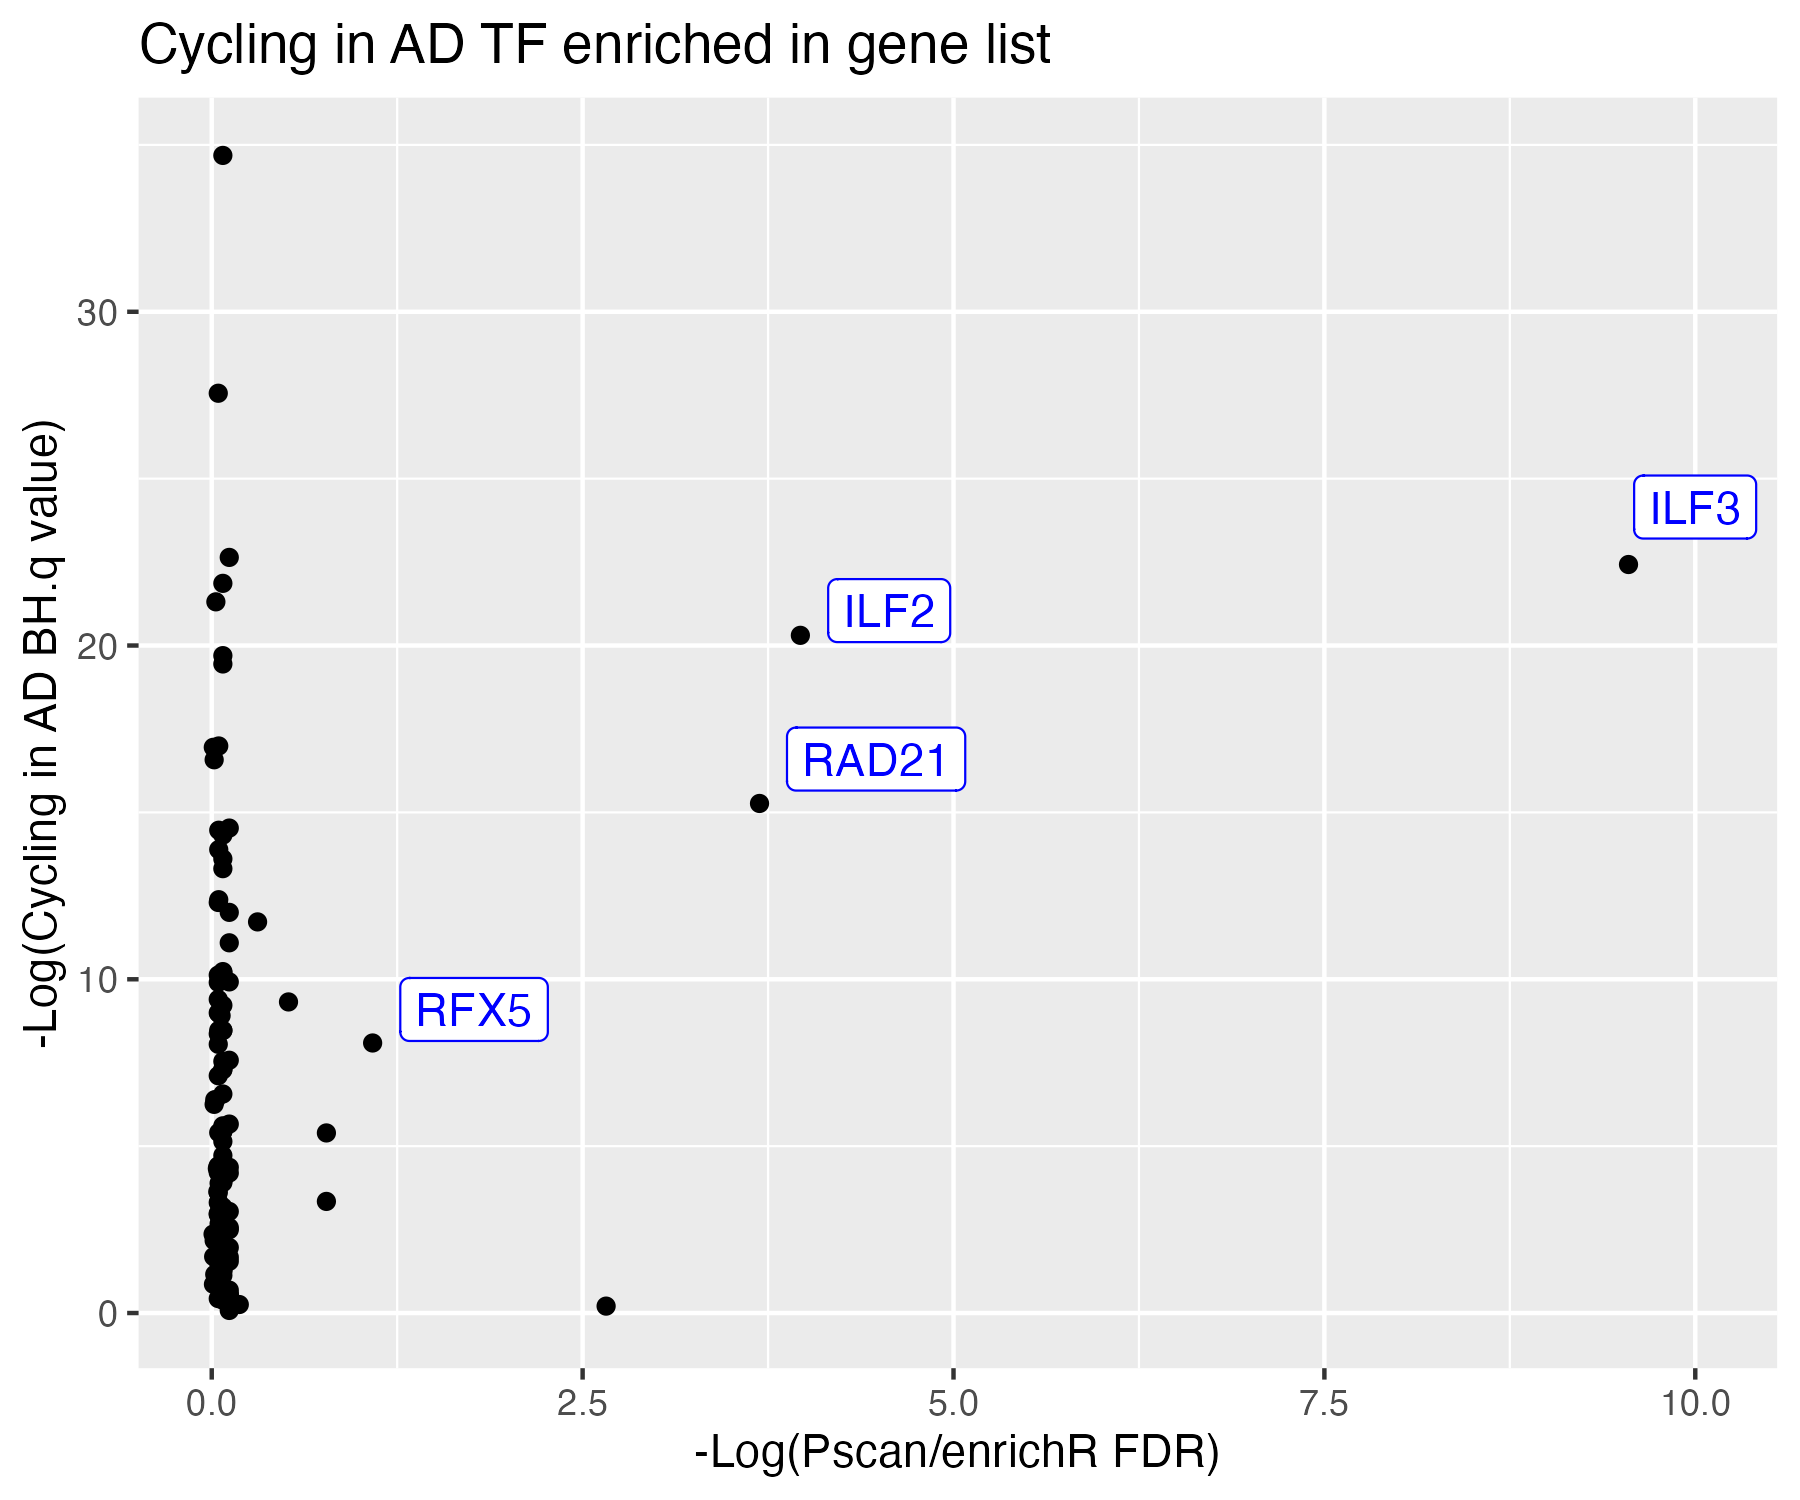 Cycling in AD TF enriched in gene list
-Log(Cycling in AD BH.q value)
30
20
10
0
ILF3
ILF2
RAD21
RFX5
0.0
2.5
5.0
7.5
10.0
-Log(Pscan/enrichR FDR)